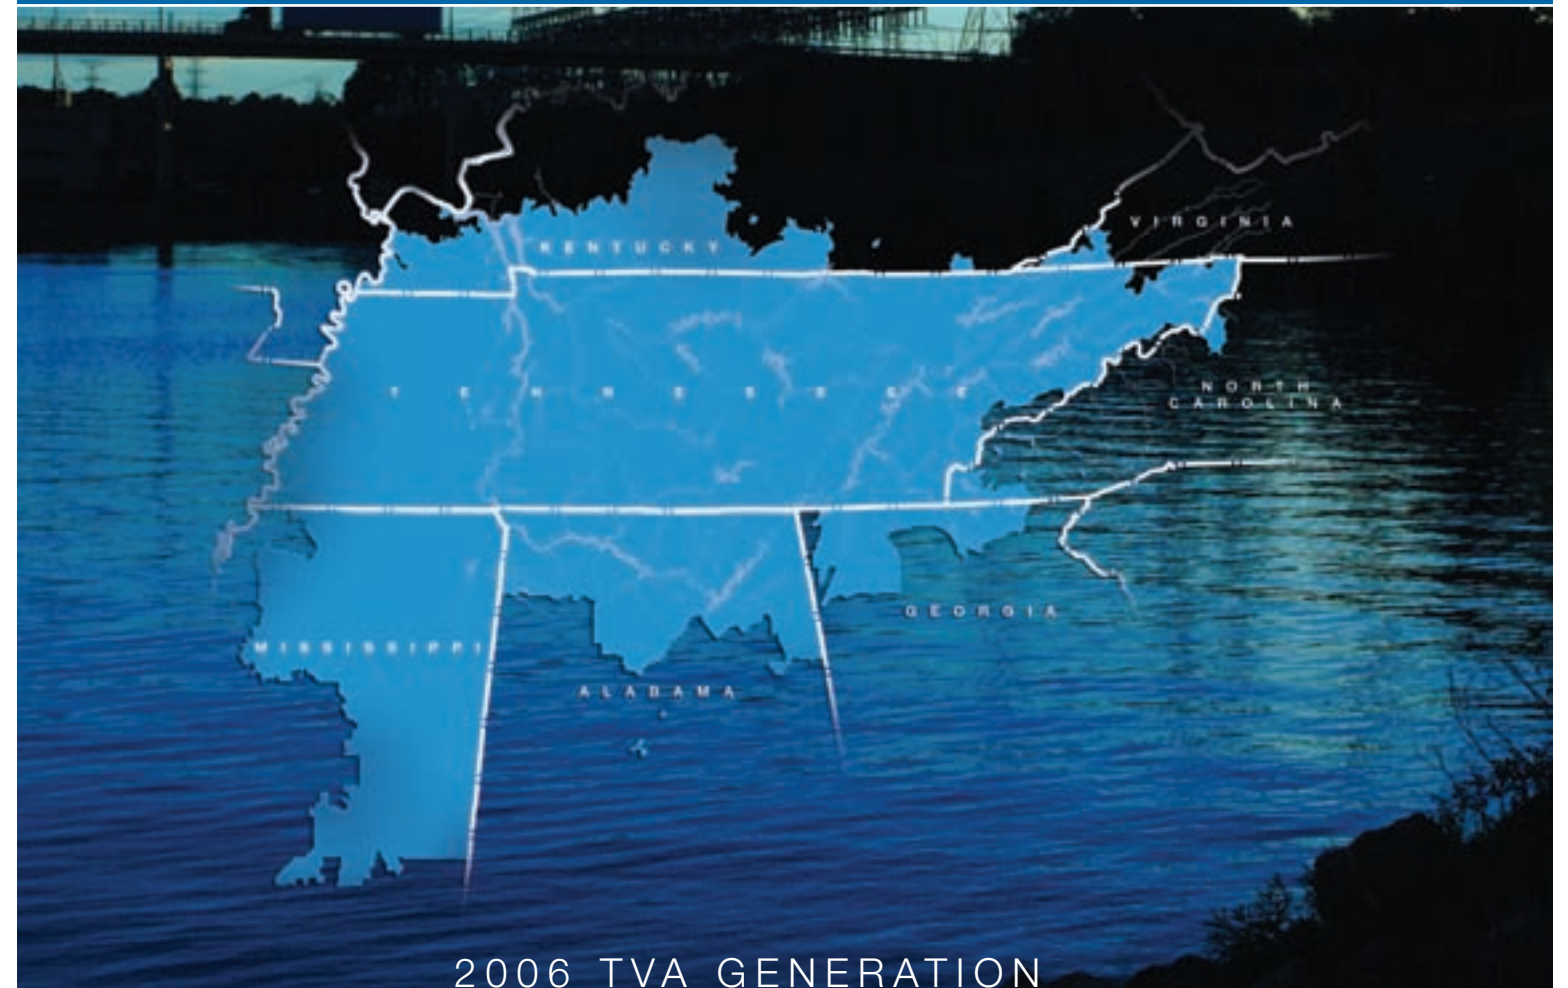 KENTUCKY
VIRGINIA
TENNESSEE
NORTH
CAROLINA
GEORGIA
MISSISSIPPI
ALABAMA
2006 TVA GENERATION